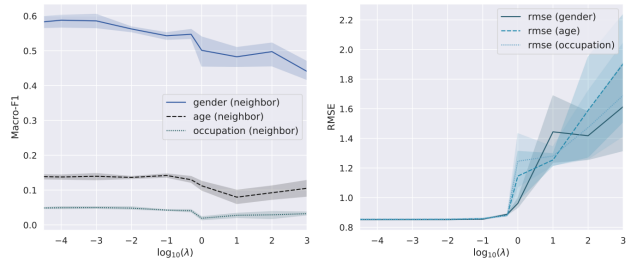 0.6
0.5
0.4
0.3
0.2
0.1
0.0
Macro-F1
gender (neighbor)
age (neighbor)
occupation (neighbor)
−4 −3 −2 −1 0 1 2 3
log₁₀(λ)
2.2
2.0
1.8
1.6
1.4
1.2
1.0
0.8
RMSE
rmse (gender)
rmse (age)
rmse (occupation)
−4 −3 −2 −1 0 1 2 3
log₁₀(λ)